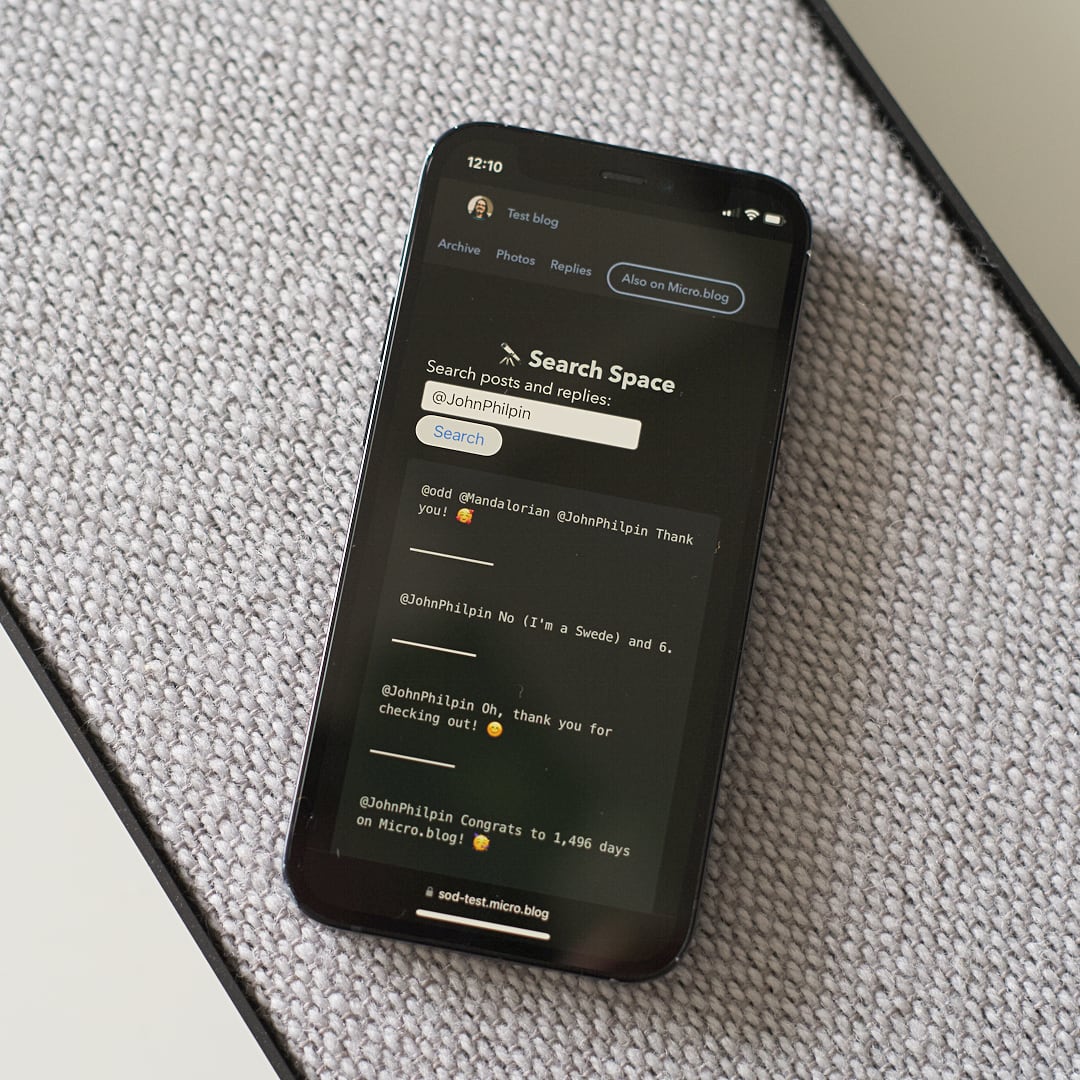 12:10
Test blog
Archive Photos Replies Also on Micro.blog
🔭 Search Space
Search posts and replies:
@JohnPhilpin
Search
@odd @Mandalorian @JohnPhilpin Thank
you! 🥰
@JohnPhilpin No (I'm a Swede) and 6.
@JohnPhilpin Oh, thank you for
checking out! 😊
@JohnPhilpin Congrats to 1,496 days
on Micro.blog! 🥳
sod-test.micro.blog